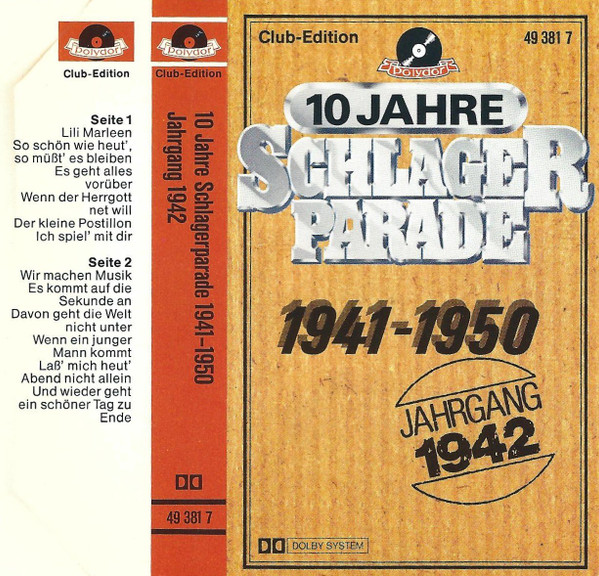 polydor
Club-Edition
Seite 1
Lili Marleen
So schön wie heut',
so müßt' es bleiben
Es geht alles
vorüber
Wenn der Herrgott
net will
Der kleine Postillon
Ich spiel' mit dir
Seite 2
Wir machen Musik
Es kommt auf die
Sekunde an
Davon geht die Welt
nicht unter
Wenn ein junger
Mann kommt
Laß' mich heut'
Abend nicht allein
Und wieder geht
ein schöner Tag zu
Ende
polydor
Club-Edition
10 Jahre Schlagerparade 1941–1950
Jahrgang 1942
49 381 7
Club-Edition
polydor
49 381 7
10 JAHRE
SCHLAGER
PARADE
1941-1950
JAHRGANG
1942
DOLBY SYSTEM